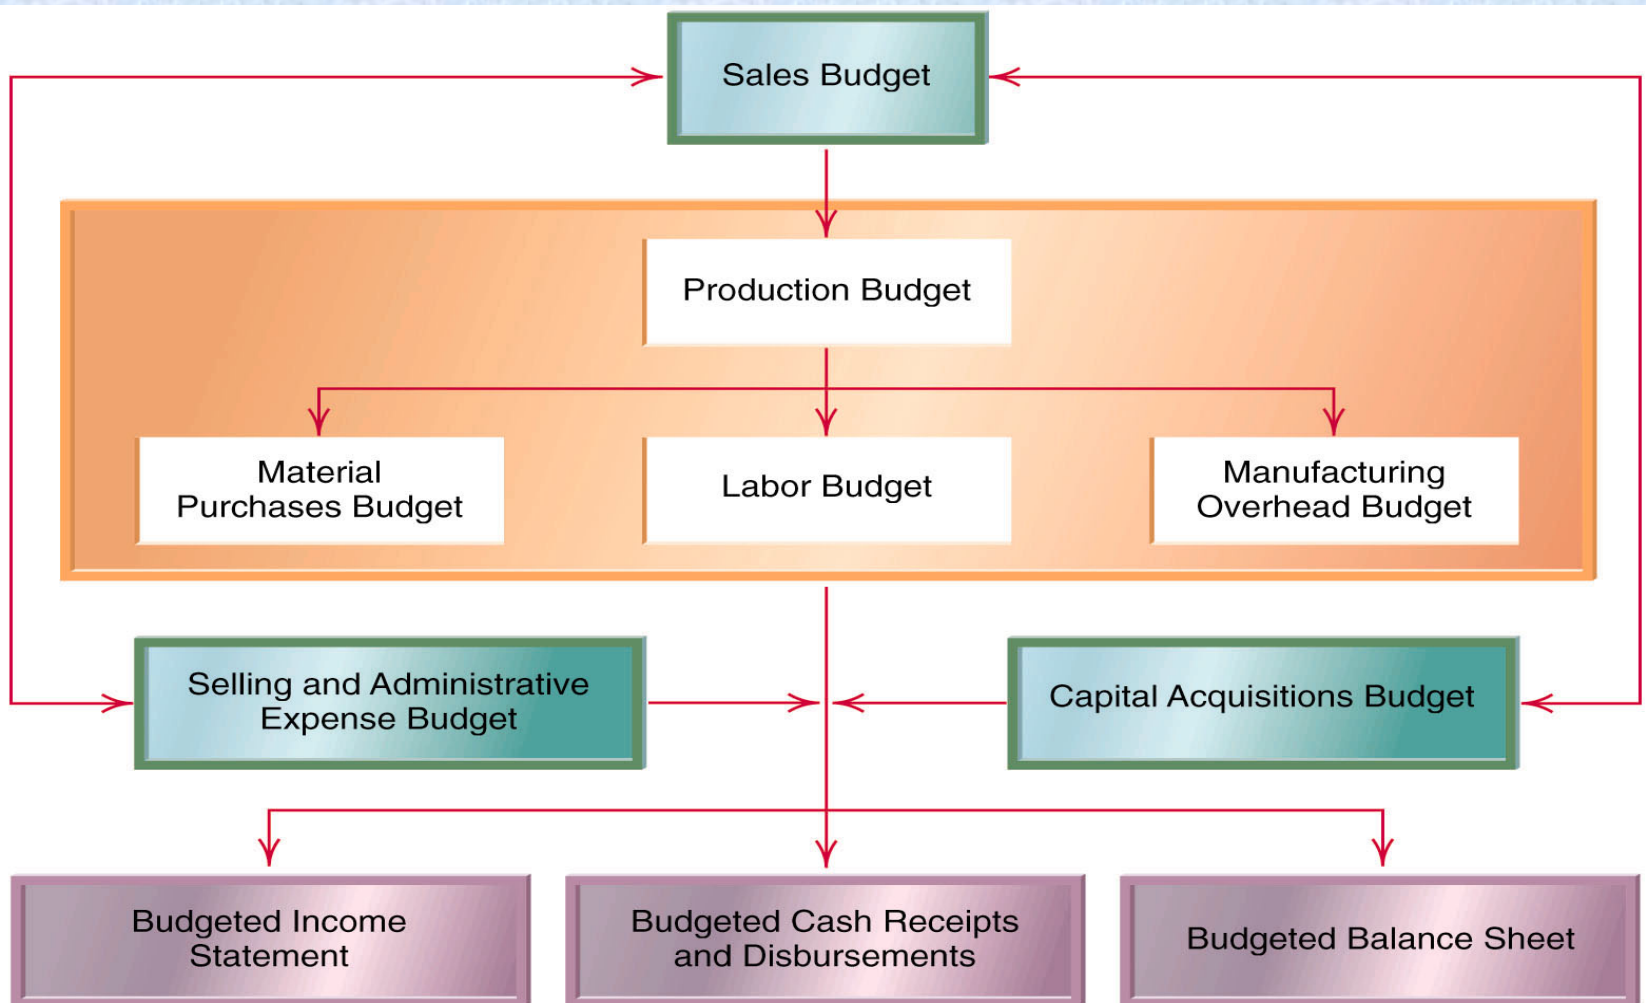 Sales Budget
Production Budget
Material
Purchases Budget
Labor Budget
Manufacturing
Overhead Budget
Selling and Administrative
Expense Budget
Capital Acquisitions Budget
Budgeted Income
Statement
Budgeted Cash Receipts
and Disbursements
Budgeted Balance Sheet